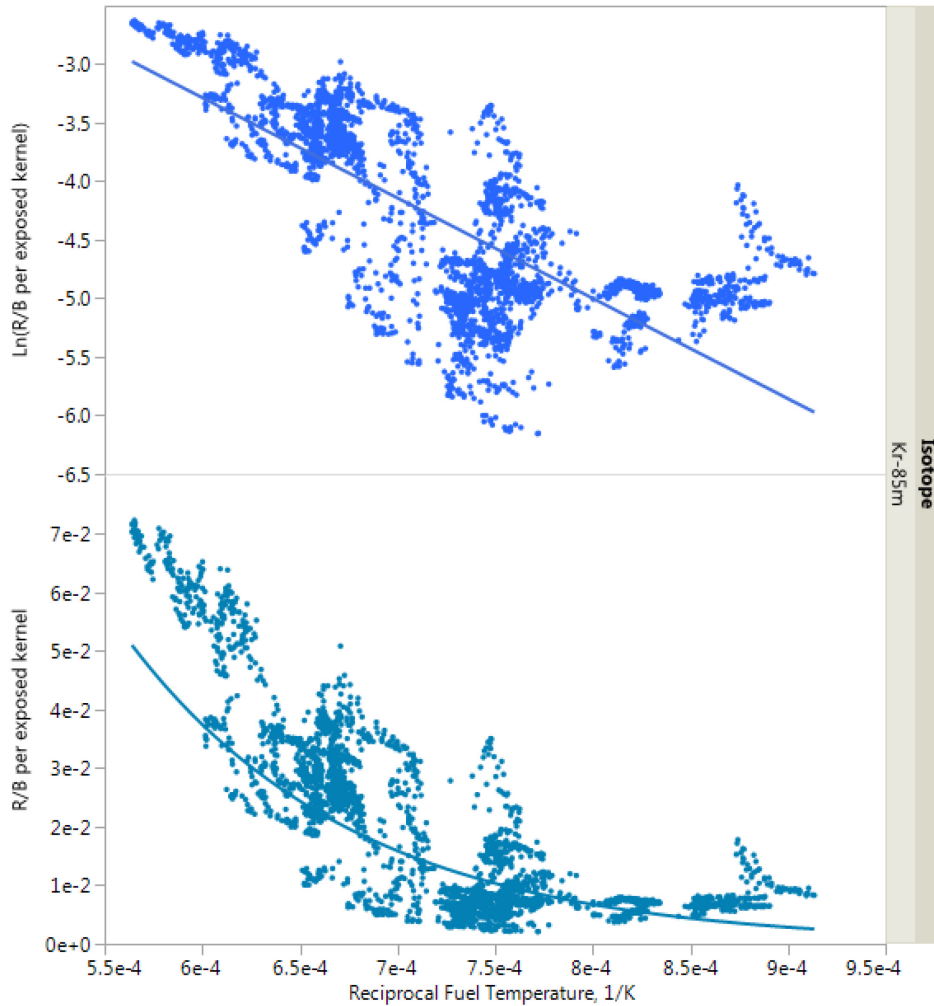 -3.0
-3.5
-4.0
-4.5
-5.0
-5.5
-6.0
-6.5
Ln(R/B per exposed kernel)
7e-2
6e-2
5e-2
4e-2
3e-2
2e-2
1e-2
0e+0
R/B per exposed kernel
5.5e-4 6e-4 6.5e-4 7e-4 7.5e-4 8e-4 8.5e-4 9e-4 9.5e-4
Reciprocal Fuel Temperature, 1/K
Kr-85m
Isotope